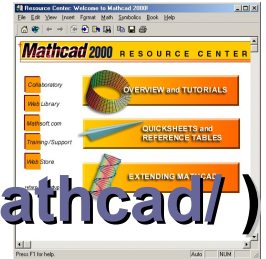 Resource Center: Welcome to Mathcad 2000!
File Edit View Insert Format Math Symbolics Book Help
Mathcad 2000 RESOURCE CENTER
Collaboratory
OVERVIEW and TUTORIALS
Web Library
Mathsoft.com
QUICKSHEETS and
REFERENCE TABLES
Training/Support
Web Store
EXTENDING MATHCAD
athcad/ )
Press F1 for help.
Auto NUM